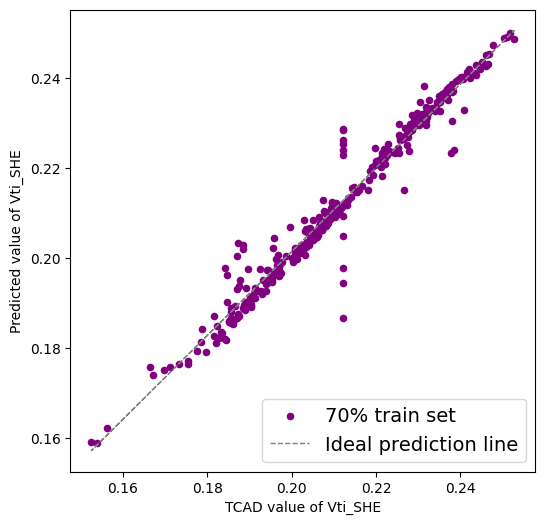 0.24
0.22
0.20
0.18
0.16
Predicted value of Vti_SHE
70% train set
Ideal prediction line
0.16 0.18 0.20 0.22 0.24
TCAD value of Vti_SHE